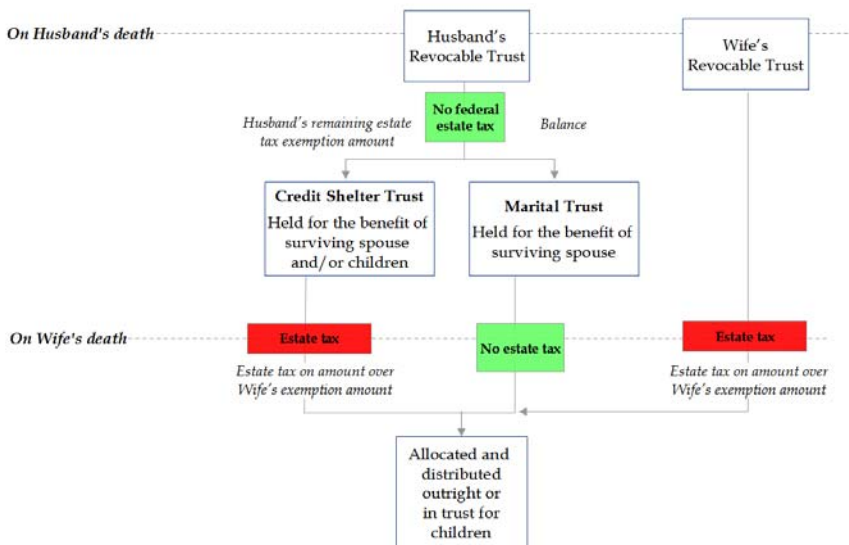 On Husband's death
Husband's
Revocable Trust
Wife's
Revocable Trust
No federal
estate tax
Husband's remaining estate
tax exemption amount
Balance
Credit Shelter Trust
Held for the benefit of
surviving spouse
and/or children
Marital Trust
Held for the benefit of
surviving spouse
On Wife's death
Estate tax
No estate tax
Estate tax
Estate tax on amount over
Wife's exemption amount
Estate tax on amount over
Wife's exemption amount
Allocated and
distributed
outright or
in trust for
children